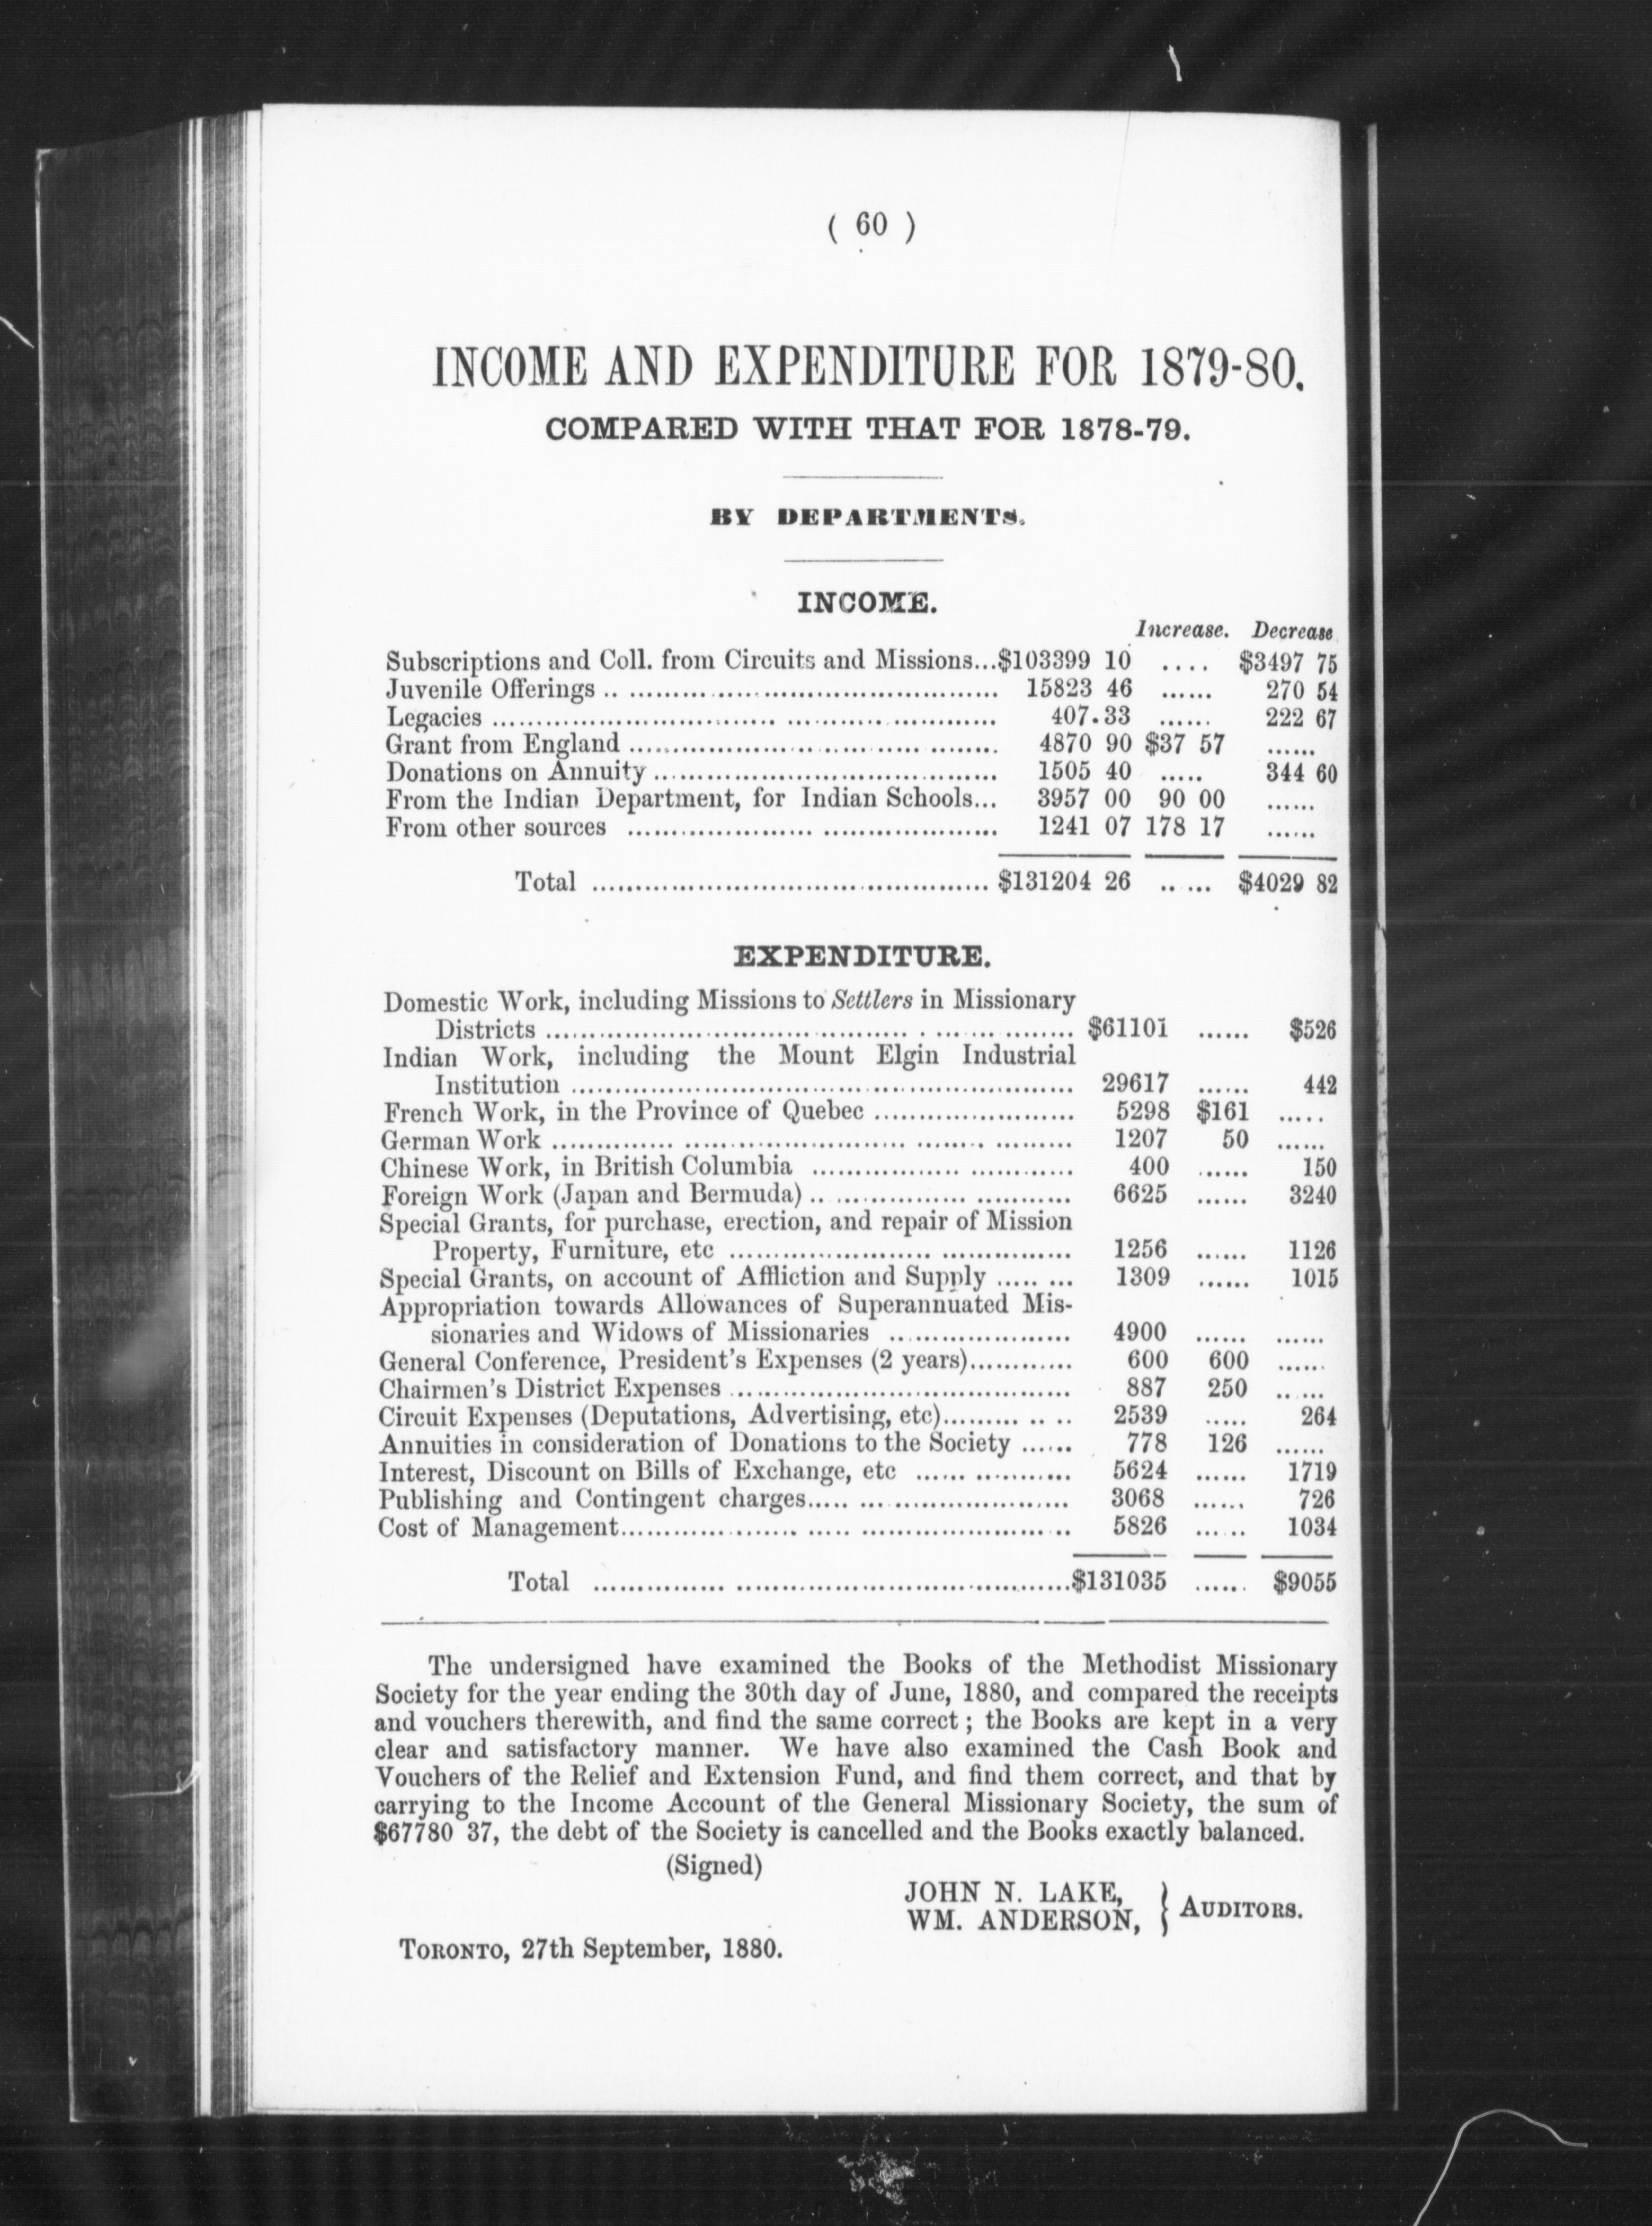 ( 60 )
INCOME AND EXPENDITURE FOR 1879-80.
COMPARED WITH THAT FOR 1878-79.
BY DEPARTMENTS.
INCOME.
Increase. Decrease
Subscriptions and Coll. from Circuits and Missions...$103399 10 .... $3497 75
Juvenile Offerings ........ 15823 46 ...... 270 54
Legacies ........ 407.33 ...... 222 67
Grant from England ........ 4870 90 $37 57 ......
Donations on Annuity ........ 1505 40 ..... 344 60
From the Indian Department, for Indian Schools... 3957 00 90 00 ......
From other sources ........ 1241 07 178 17 ......
Total ........ $131204 26 ..... $4029 82
EXPENDITURE.
Domestic Work, including Missions to Settlers in Missionary
Districts ........ $61101 ...... $526
Indian Work, including the Mount Elgin Industrial
Institution ........ 29617 ...... 442
French Work, in the Province of Quebec ........ 5298 $161 .....
German Work ........ 1207 50 ......
Chinese Work, in British Columbia ........ 400 ...... 150
Foreign Work (Japan and Bermuda) ........ 6625 ...... 3240
Special Grants, for purchase, erection, and repair of Mission
Property, Furniture, etc ........ 1256 ...... 1126
Special Grants, on account of Affliction and Supply ........ 1309 ...... 1015
Appropriation towards Allowances of Superannuated Mis-
sionaries and Widows of Missionaries ........ 4900 ...... ......
General Conference, President's Expenses (2 years)........ 600 600 ......
Chairmen's District Expenses ........ 887 250 .....
Circuit Expenses (Deputations, Advertising, etc)........ 2539 ..... 264
Annuities in consideration of Donations to the Society ...... 778 126 ......
Interest, Discount on Bills of Exchange, etc ........ 5624 ...... 1719
Publishing and Contingent charges........ 3068 ...... 726
Cost of Management........ 5826 ...... 1034
Total ........$131035 ...... $9055
The undersigned have examined the Books of the Methodist Missionary
Society for the year ending the 30th day of June, 1880, and compared the receipts
and vouchers therewith, and find the same correct ; the Books are kept in a very
clear and satisfactory manner. We have also examined the Cash Book and
Vouchers of the Relief and Extension Fund, and find them correct, and that by
carrying to the Income Account of the General Missionary Society, the sum of
$67780 37, the debt of the Society is cancelled and the Books exactly balanced.
(Signed)
JOHN N. LAKE,
WM. ANDERSON, } AUDITORS.
TORONTO, 27th September, 1880.